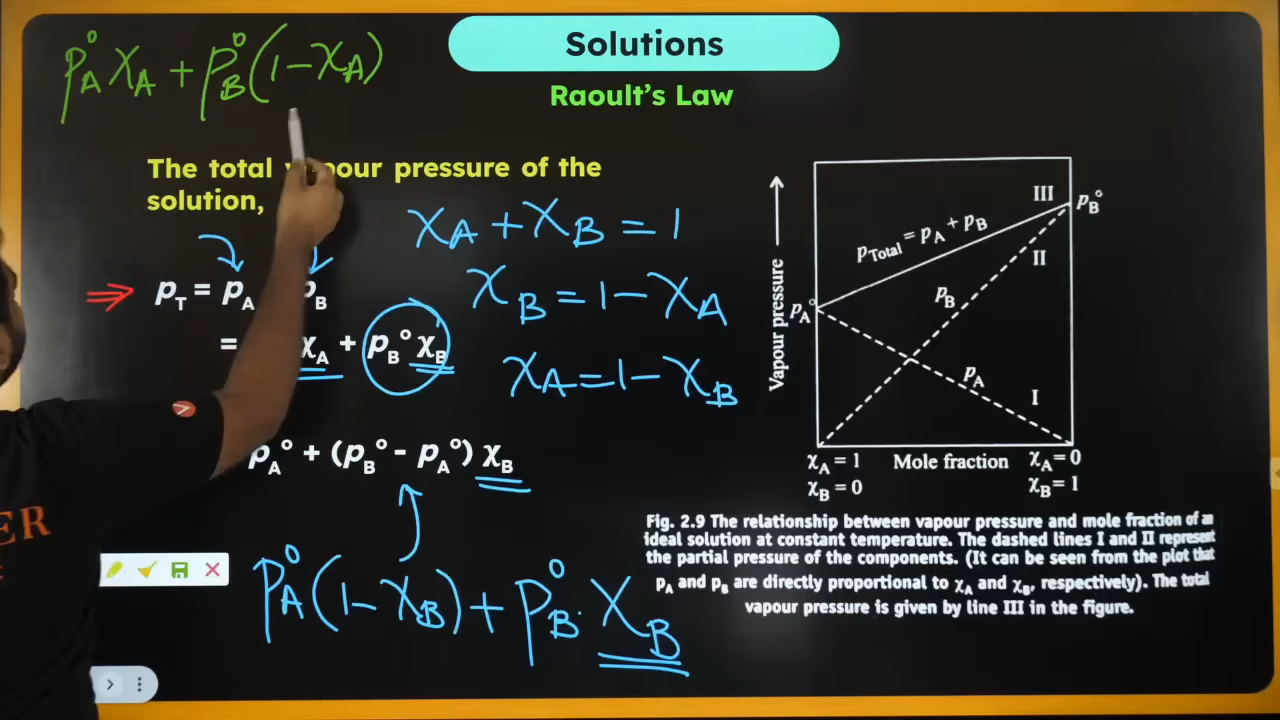 p°A χA + p°B (1 - χA)
Solutions
Raoult's Law
The total vapour pressure of the
solution,
χA + χB = 1
χB = 1 - χA
χA = 1 - χB
pT = pA pB
= χA + pB° χB
pA° + (pB° - pA°) χB
p°A (1 - χB) + p°B . χB
ER
Vapour pressure
III
pB°
pTotal = pA + pB
II
pB
pA°
pA
I
χA = 1 Mole fraction χA = 0
χB = 0 χB = 1
Fig. 2.9 The relationship between vapour pressure and mole fraction of an
ideal solution at constant temperature. The dashed lines I and II represent
the partial pressure of the components. (It can be seen from the plot that
pA and pB are directly proportional to χA and χB, respectively). The total
vapour pressure is given by line III in the figure.